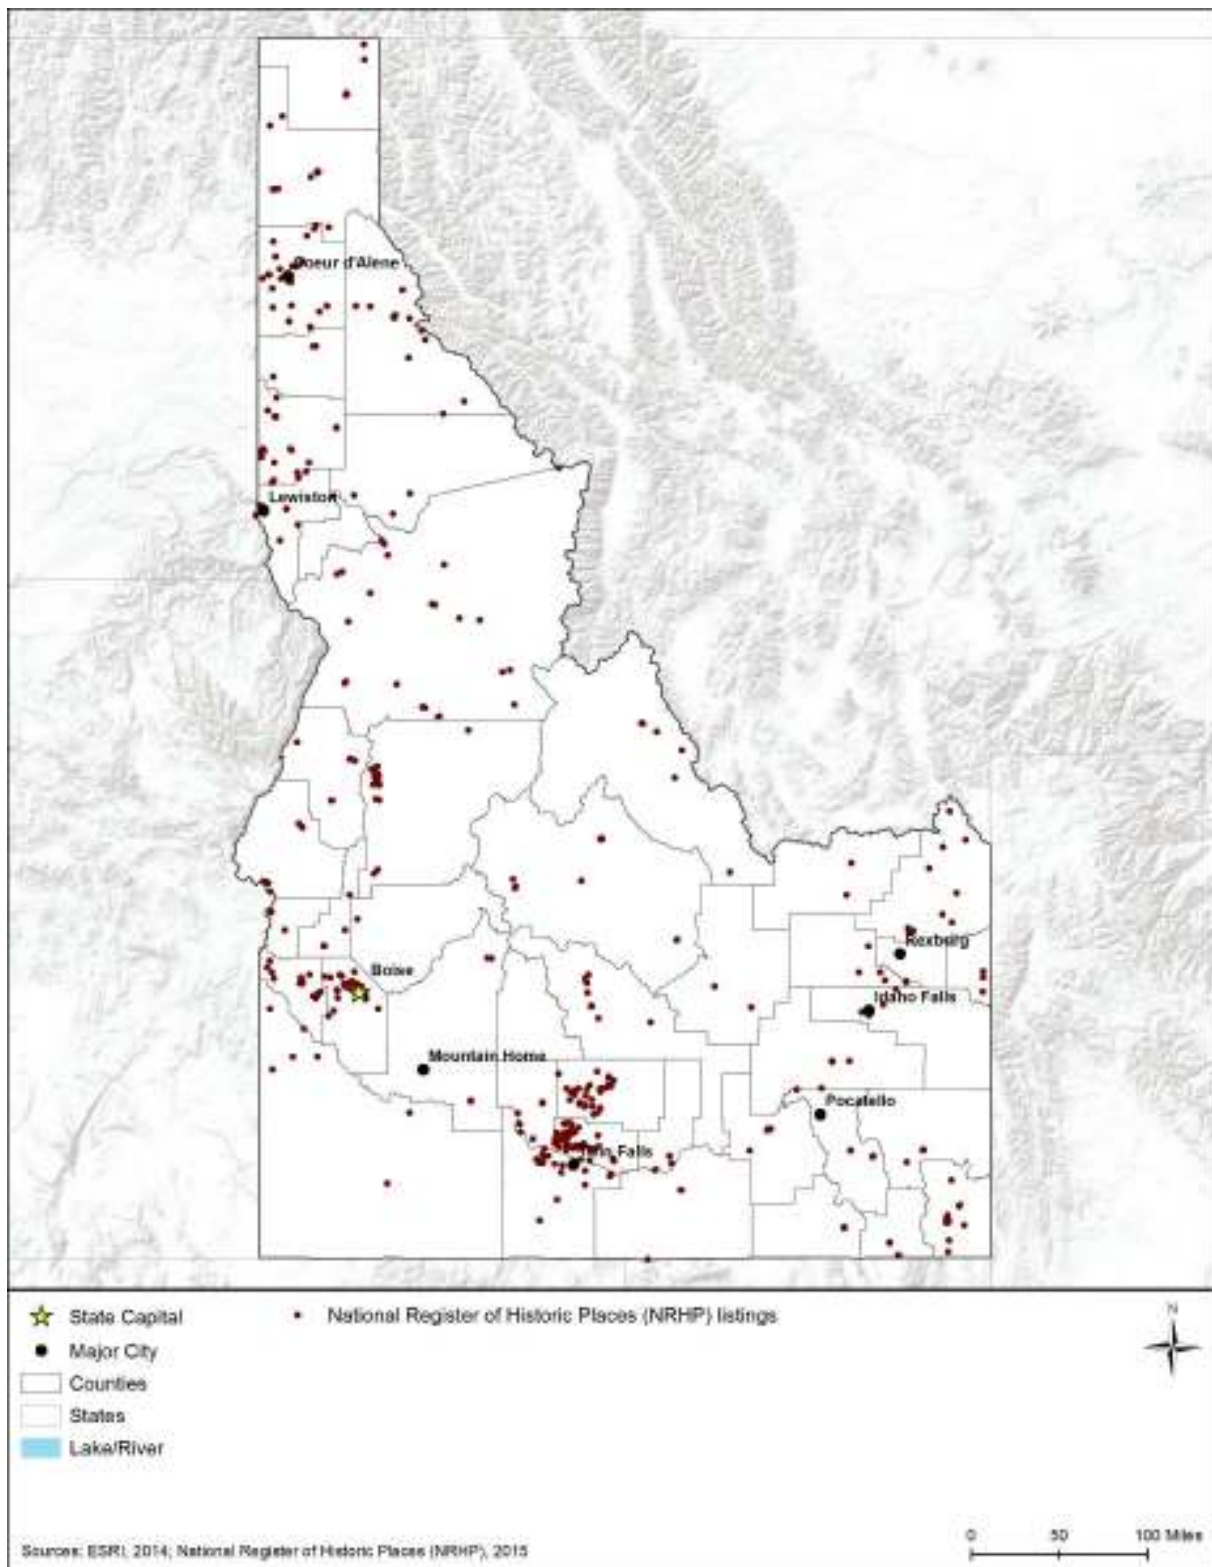 Coeur d'Alene
Lewiston
Rexburg
Boise
Idaho Falls
Mountain Home
Pocatello
Twin Falls
State Capital
National Register of Historic Places (NRHP) listings
N
Major City
Counties
States
Lake/River
0 50 100 Miles
Sources: ESRI, 2014; National Register of Historic Places (NRHP), 2015